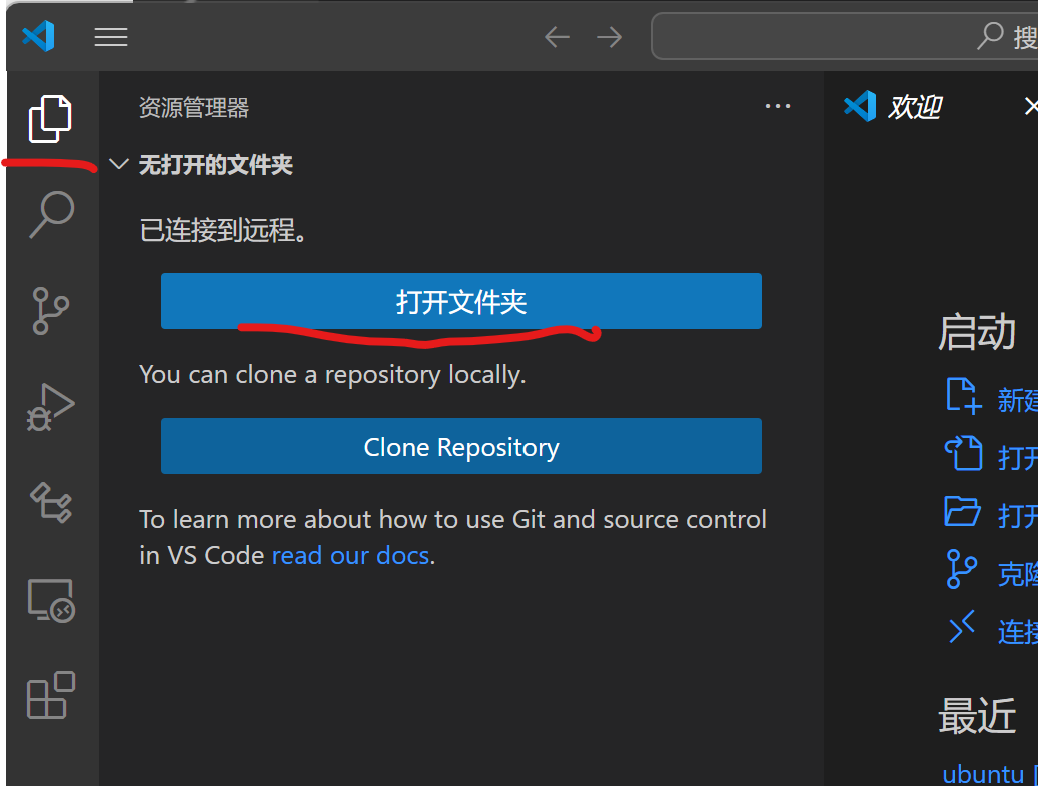 搜
资源管理器
欢迎
无打开的文件夹
已连接到远程。
打开文件夹
You can clone a repository locally.
Clone Repository
To learn more about how to use Git and source control
in VS Code read our docs.
启动
新建
打开
打开
克隆
连接
最近
ubuntu